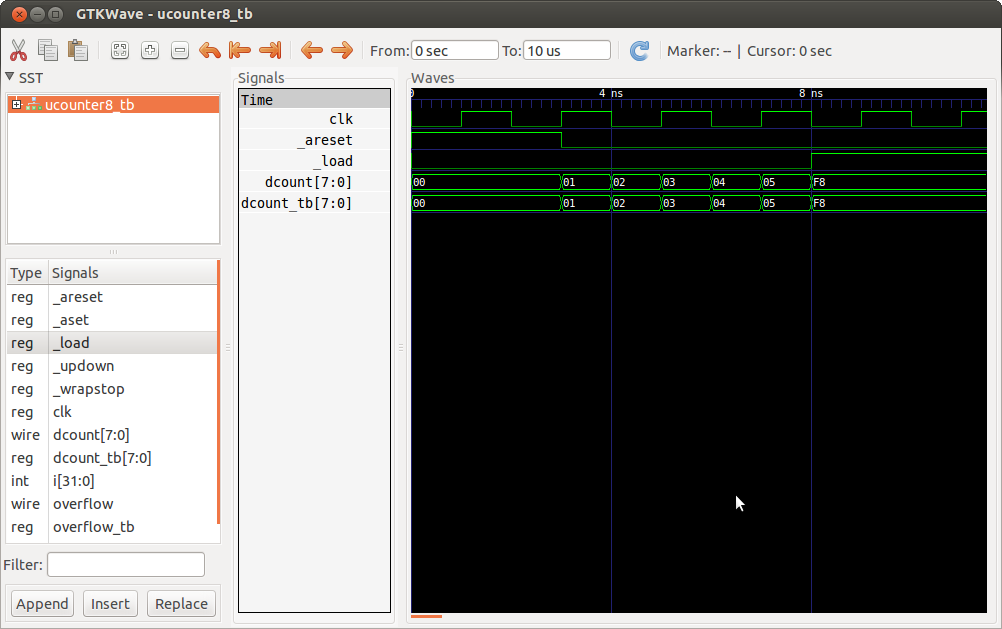 GTKWave - ucounter8_tb
From: 0 sec To: 10 us Marker: -- | Cursor: 0 sec
SST
ucounter8_tb
Type Signals
reg _areset
reg _aset
reg _load
reg _updown
reg _wrapstop
reg clk
wire dcount[7:0]
reg dcount_tb[7:0]
int i[31:0]
wire overflow
reg overflow_tb
Filter:
Append Insert Replace
Signals
Time
clk
_areset
_load
dcount[7:0]
dcount_tb[7:0]
Waves
0 4 ns 8 ns
00 01 02 03 04 05 F8
00 01 02 03 04 05 F8